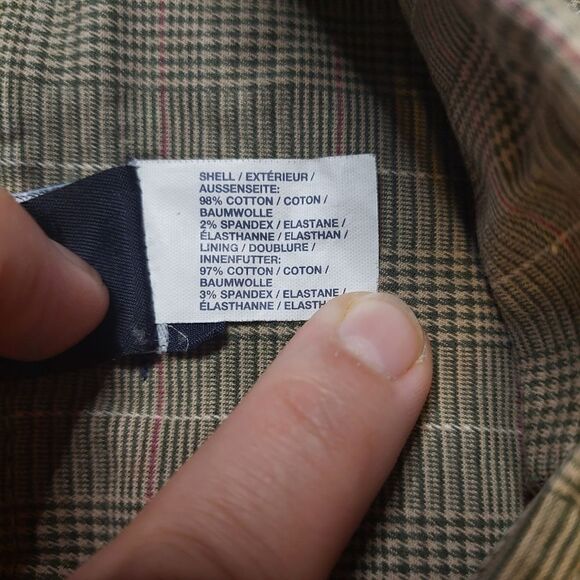 SHELL / EXTÉRIEUR /
AUSSENSEITE:
98% COTTON / COTON /
BAUMWOLLE
2% SPANDEX / ELASTANE /
ÉLASTHANNE / ELASTHAN /
LINING / DOUBLURE /
INNENFUTTER:
97% COTTON / COTON /
BAUMWOLLE
3% SPANDEX / ELASTANE
ÉLASTHANNE /